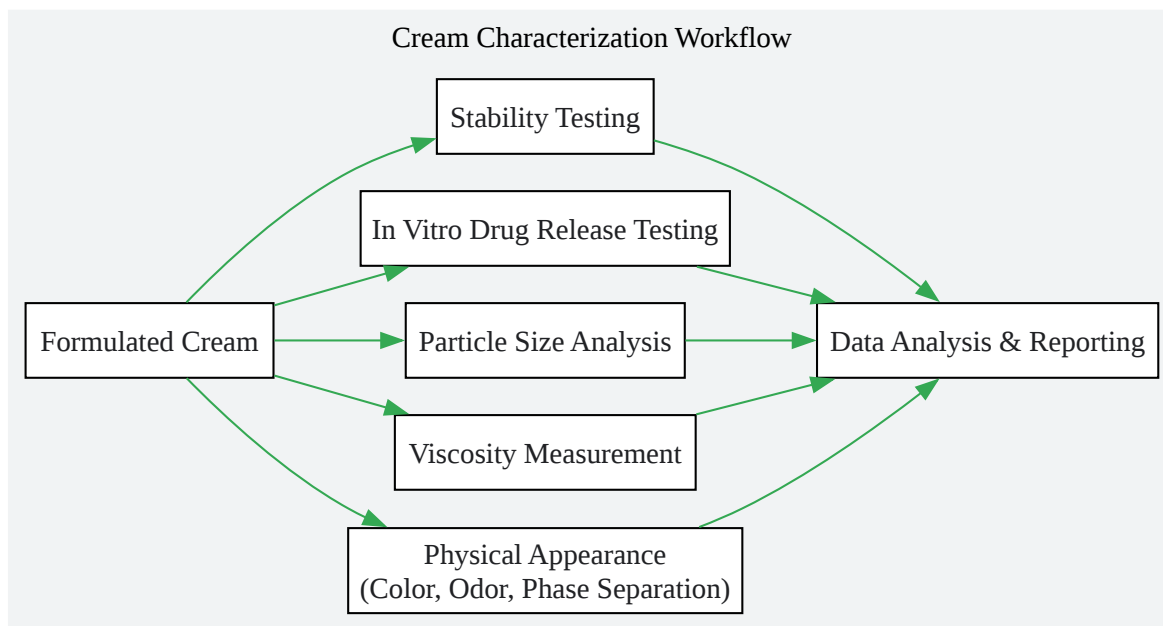 Cream Characterization Workflow
Stability Testing
In Vitro Drug Release Testing
Formulated Cream
Particle Size Analysis
Data Analysis & Reporting
Viscosity Measurement
Physical Appearance
(Color, Odor, Phase Separation)